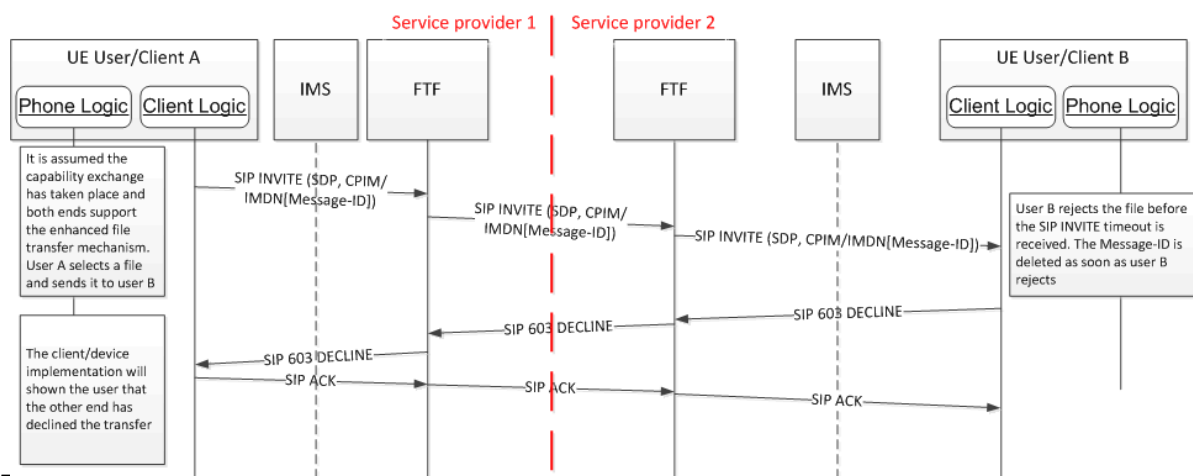 Service provider 1
Service provider 2
UE User/Client A
Phone Logic
Client Logic
IMS
FTF
FTF
IMS
UE User/Client B
Client Logic
Phone Logic
It is assumed the
capability exchange
has taken place and
both ends support
the enhanced file
transfer mechanism.
User A selects a file
and sends it to user B
SIP INVITE (SDP, CPIM/
IMDN[Message-ID])
SIP INVITE (SDP, CPIM/
IMDN[Message-ID])
SIP INVITE (SDP, CPIM/IMDN[Message-ID])
User B rejects the file before
the SIP INVITE timeout is
received. The Message-ID is
deleted as soon as user B
rejects
SIP 603 DECLINE
SIP 603 DECLINE
SIP 603 DECLINE
The client/device
implementation will
shown the user that
the other end has
declined the transfer
SIP ACK
SIP ACK
SIP ACK